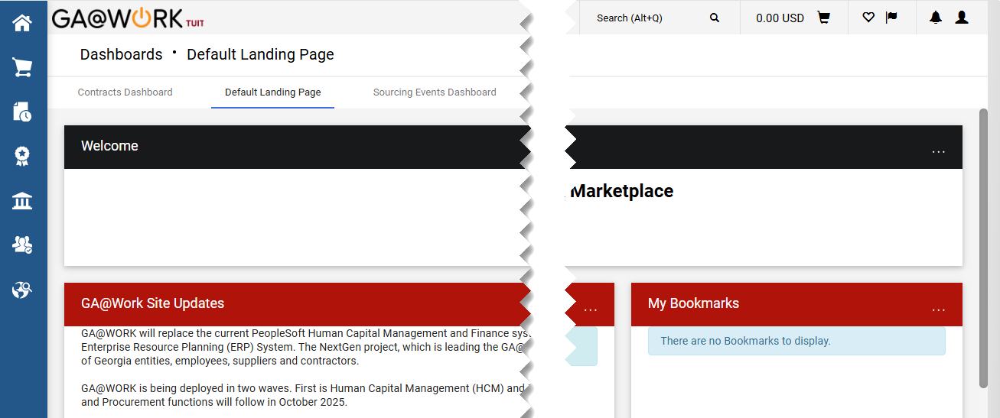 GA@WORK TUIT
Search (Alt+Q)
0.00 USD
Dashboards • Default Landing Page
Contracts Dashboard
Default Landing Page
Sourcing Events Dashboard
Welcome
...
Marketplace
GA@Work Site Updates
...
My Bookmarks
...
GA@WORK will replace the current PeopleSoft Human Capital Management and Finance
Enterprise Resource Planning (ERP) System. The NextGen project, which is leading the
of Georgia entities, employees, suppliers and contractors.
GA@WORK is being deployed in two waves. First is Human Capital Management (HCM) and
and Procurement functions will follow in October 2025.
There are no Bookmarks to display.